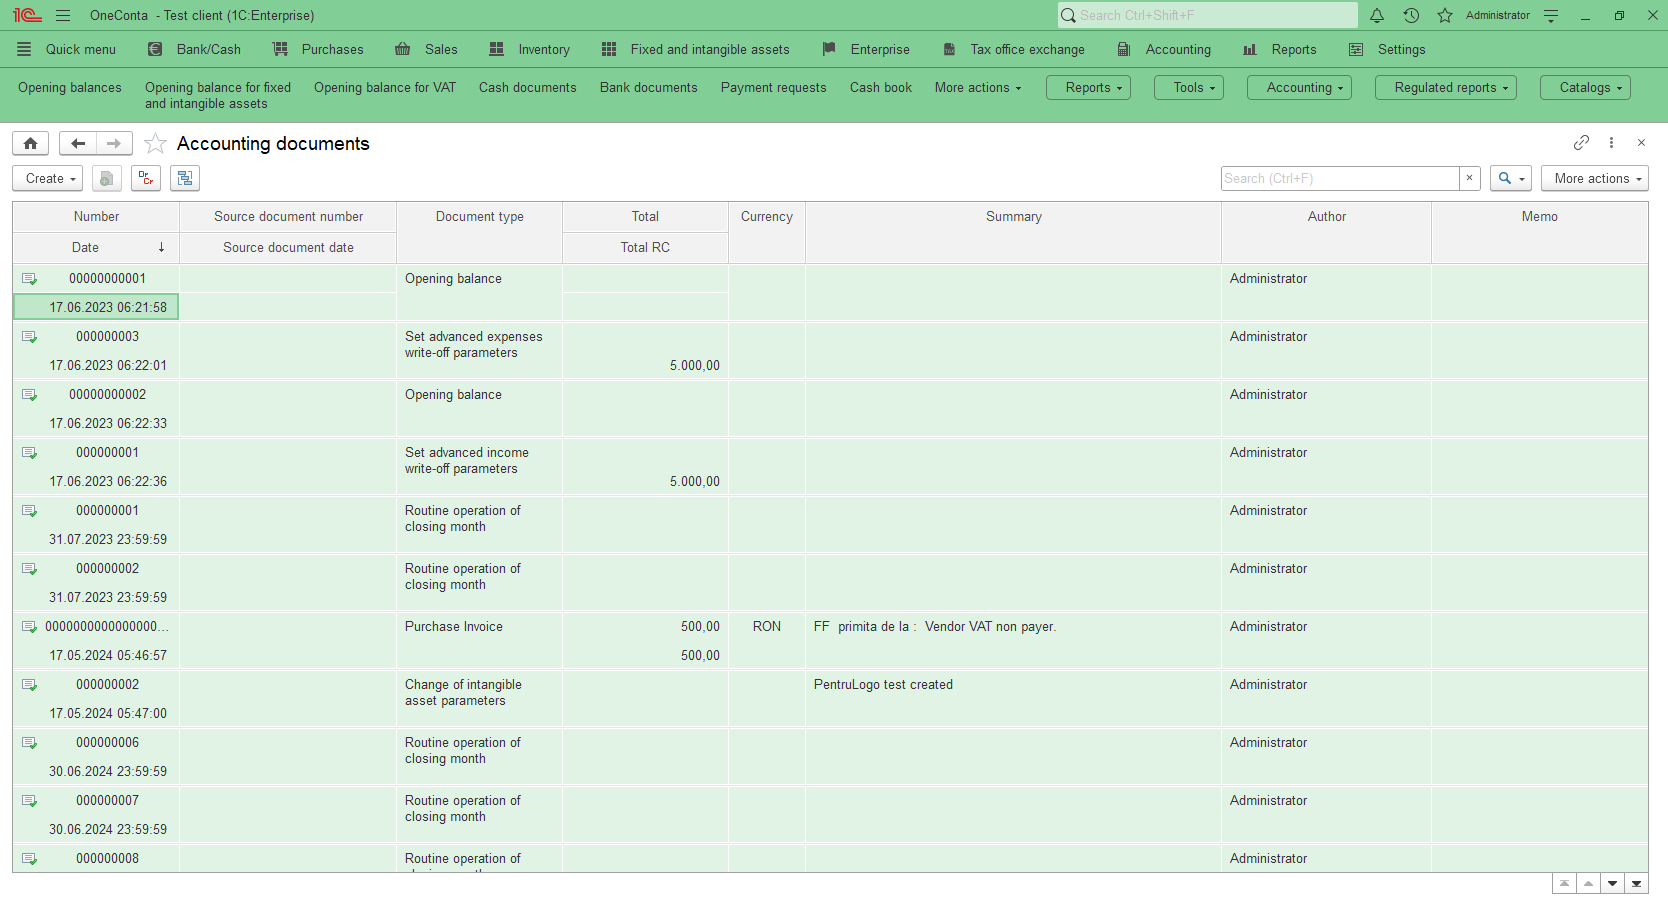 OneConta - Test client (1C:Enterprise)
Search Ctrl+Shift+F
Administrator
Quick menu
Bank/Cash
Purchases
Sales
Inventory
Fixed and intangible assets
Enterprise
Tax office exchange
Accounting
Reports
Settings
Opening balances
Opening balance for fixed
and intangible assets
Opening balance for VAT
Cash documents
Bank documents
Payment requests
Cash book
More actions
Reports
Tools
Accounting
Regulated reports
Catalogs
Accounting documents
Create
Search (Ctrl+F)
×
More actions
Number
Source document number
Document type
Total
Currency
Summary
Author
Memo
Date ↓
Source document date
Total RC
00000000001
Opening balance
Administrator
17.06.2023 06:21:58
000000003
Set advanced expenses
write-off parameters
Administrator
17.06.2023 06:22:01
5.000,00
00000000002
Opening balance
Administrator
17.06.2023 06:22:33
000000001
Set advanced income
write-off parameters
Administrator
17.06.2023 06:22:36
5.000,00
000000001
Routine operation of
closing month
Administrator
31.07.2023 23:59:59
000000002
Routine operation of
closing month
Administrator
31.07.2023 23:59:59
0000000000000000...
Purchase Invoice
500,00
RON
FF primita de la : Vendor VAT non payer.
Administrator
17.05.2024 05:46:57
500,00
000000002
Change of intangible
asset parameters
PentruLogo test created
Administrator
17.05.2024 05:47:00
000000006
Routine operation of
closing month
Administrator
30.06.2024 23:59:59
000000007
Routine operation of
closing month
Administrator
30.06.2024 23:59:59
000000008
Routine operation of
Administrator